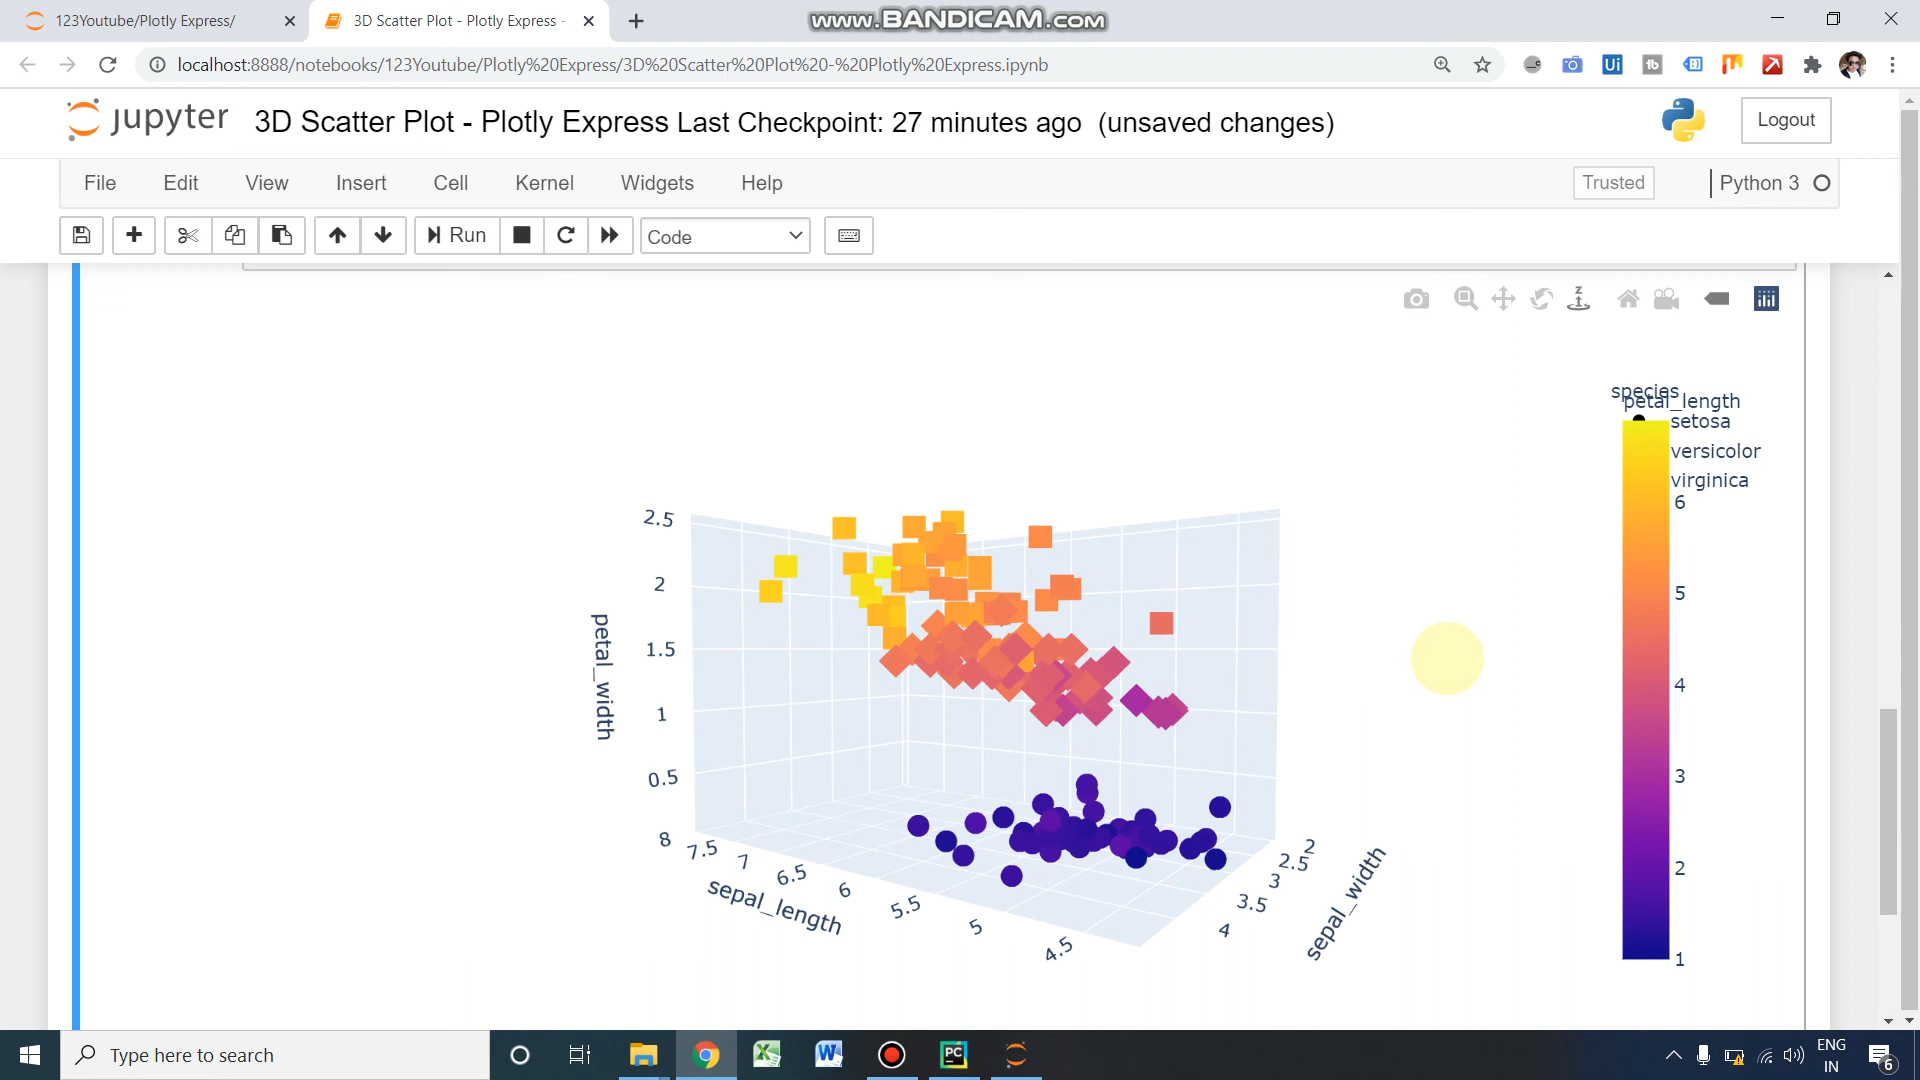 123Youtube/Plotly Express/
3D Scatter Plot - Plotly Express -
www.BANDICAM.com
localhost:8888/notebooks/123Youtube/Plotly%20Express/3D%20Scatter%20Plot%20-%20Plotly%20Express.ipynb
Ui
tb
jupyter
3D Scatter Plot - Plotly Express Last Checkpoint: 27 minutes ago (unsaved changes)
Logout
File Edit View Insert Cell Kernel Widgets Help
Trusted
Python 3
Run
Code
z
species
petal_length
setosa
versicolor
virginica
6
5
4
3
2
1
2.5
2
1.5
1
0.5
petal_width
8
7.5
7
6.5
6
5.5
5
4.5
sepal_length
2
2.5
3
3.5
4
sepal_width
Type here to search
PC
ENG
IN
6